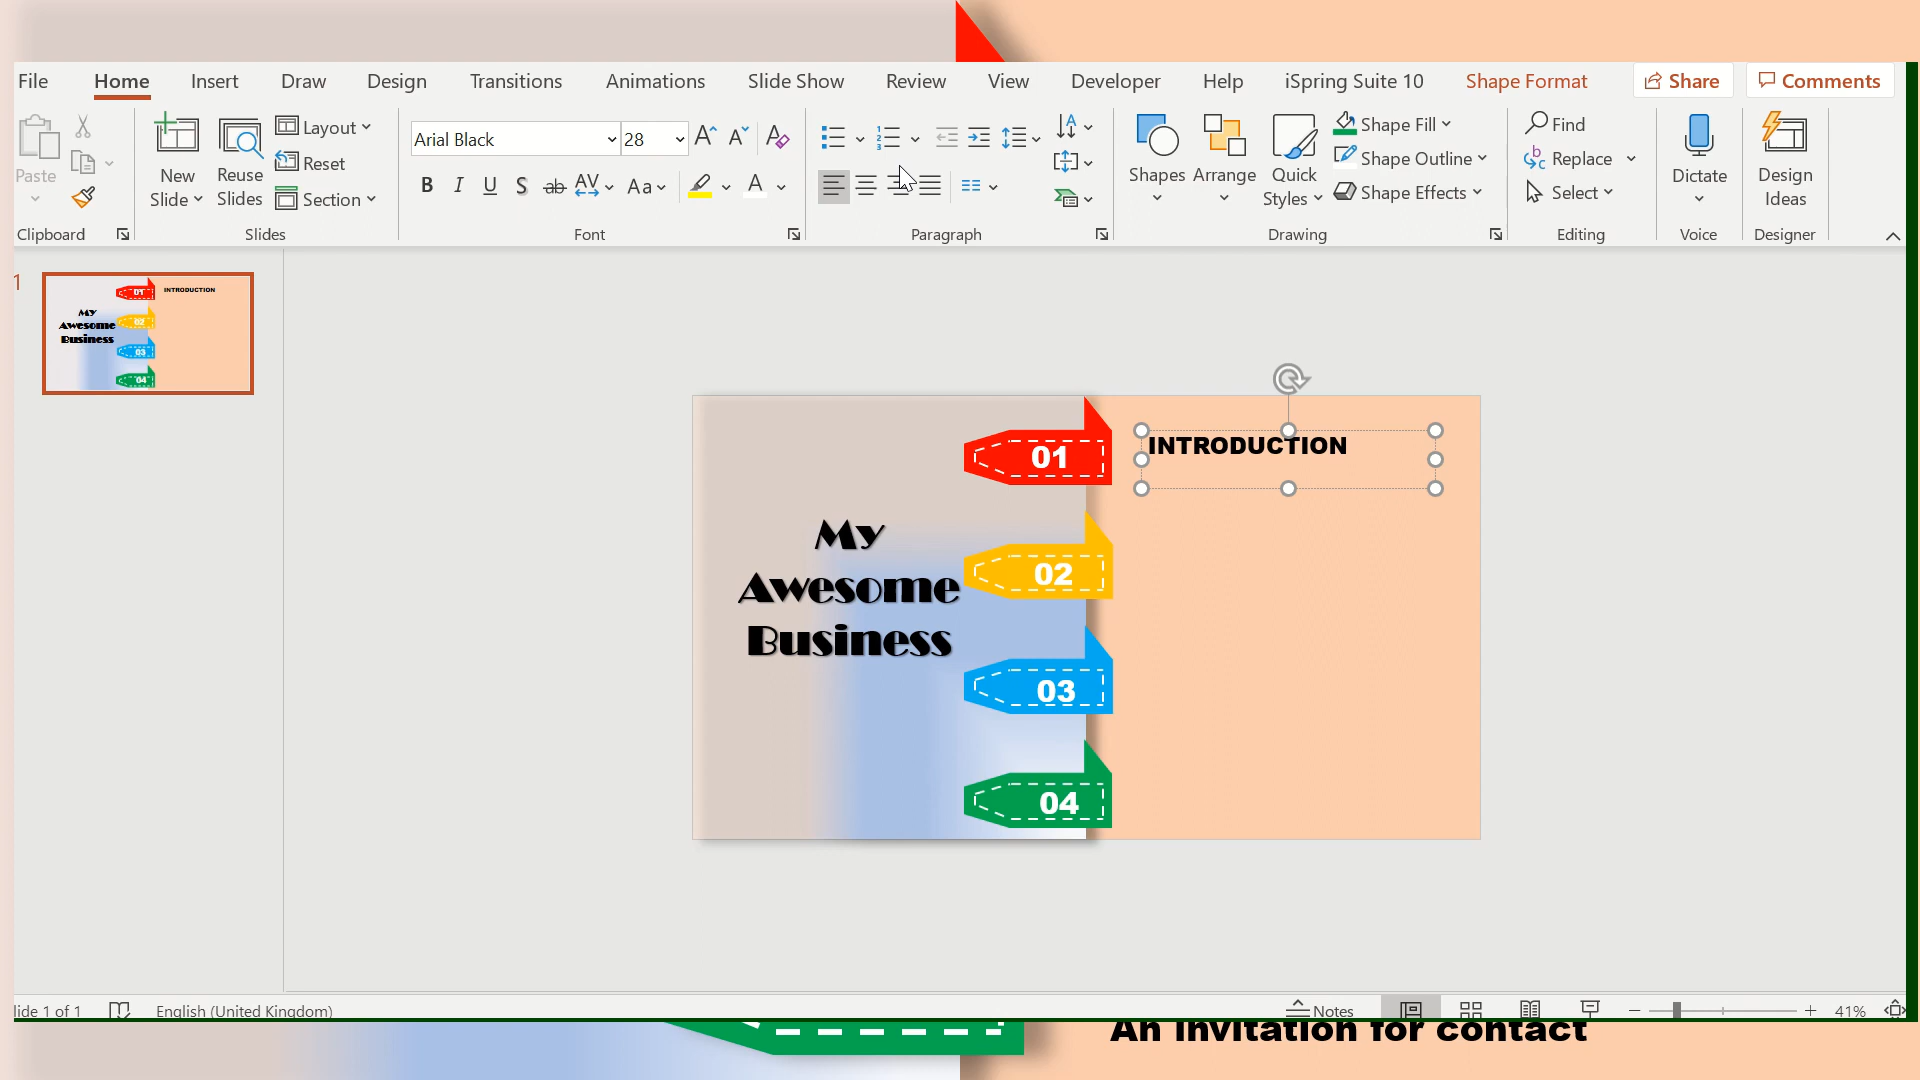 File Home Insert Draw Design Transitions Animations Slide Show Review View Developer Help iSpring Suite 10 Shape Format Share Comments
Paste
Clipboard
New
Slide
Reuse
Slides
Layout
Reset
Section
Slides
Arial Black 28
B I U S ab AV Aa A
Font
Paragraph
Shapes
Arrange
Quick
Styles
Shape Fill
Shape Outline
Shape Effects
Drawing
Find
Replace
Select
Editing
Dictate
Voice
Design
Ideas
Designer
1
My
Awesome
Business
01
02
03
04
INTRODUCTION
My
Awesome
Business
01
02
03
04
INTRODUCTION
lide 1 of 1 English (United Kingdom) Notes 41%
An invitation for contact